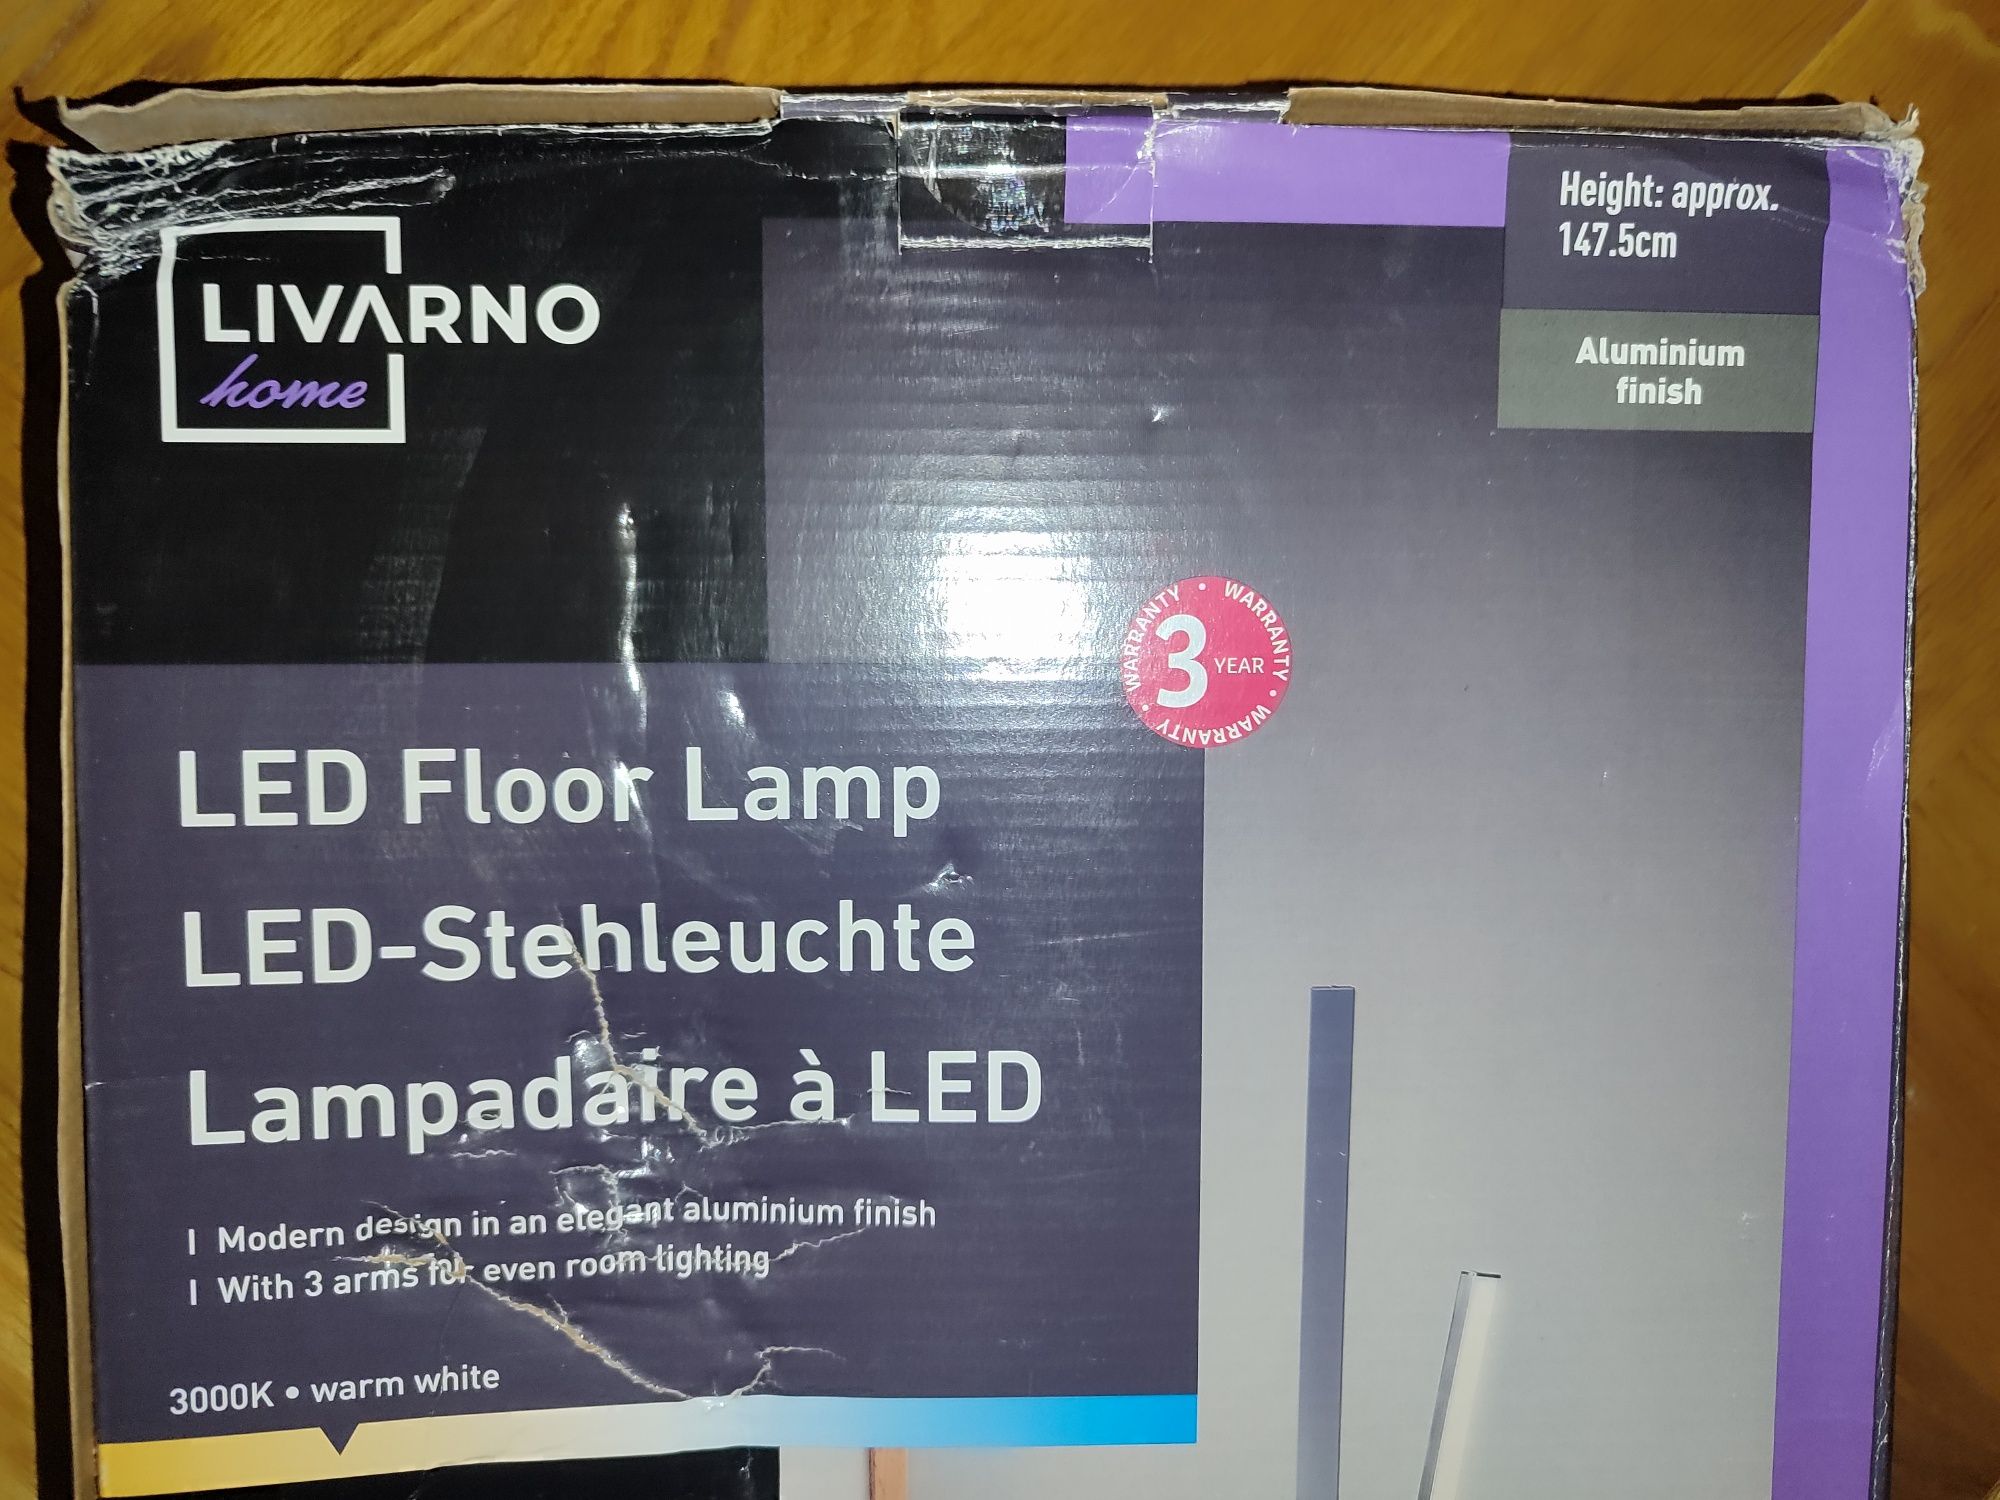 LIVARNO
home
Height: approx.
147.5cm
Aluminium
finish
WARRANTY • WARRANTY • WARRANTY •
3 YEAR
LED Floor Lamp
LED-Stehleuchte
Lampadaire à LED
I Modern design in an elegant aluminium finish
I With 3 arms for even room lighting
3000K • warm white